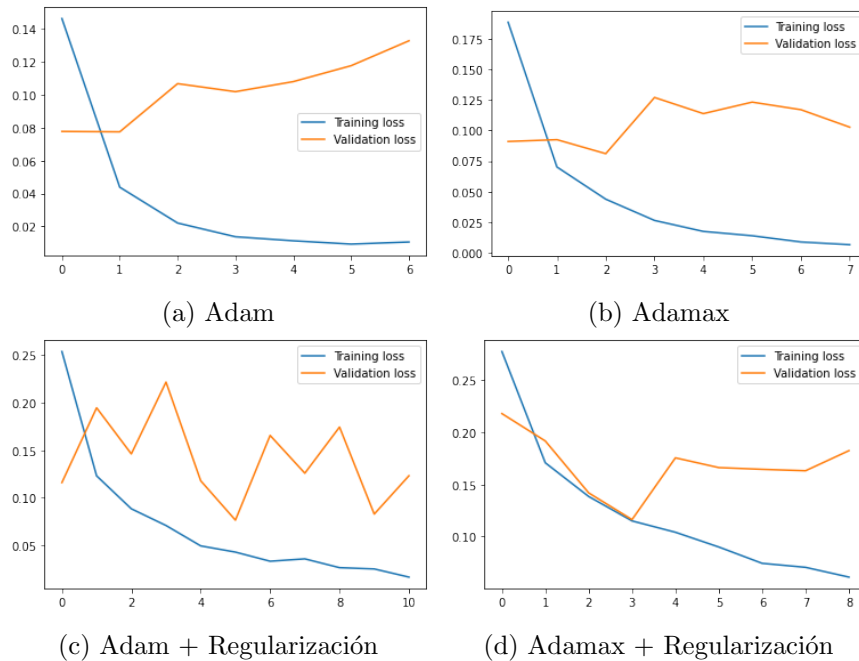 0.14
0.12
0.10
0.08
0.06
0.04
0.02
Training loss
Validation loss
0 1 2 3 4 5 6
(a) Adam
0.175
0.150
0.125
0.100
0.075
0.050
0.025
0.000
Training loss
Validation loss
0 1 2 3 4 5 6 7
(b) Adamax
0.25
0.20
0.15
0.10
0.05
Training loss
Validation loss
0 2 4 6 8 10
(c) Adam + Regularización
0.25
0.20
0.15
0.10
Training loss
Validation loss
0 1 2 3 4 5 6 7 8
(d) Adamax + Regularización